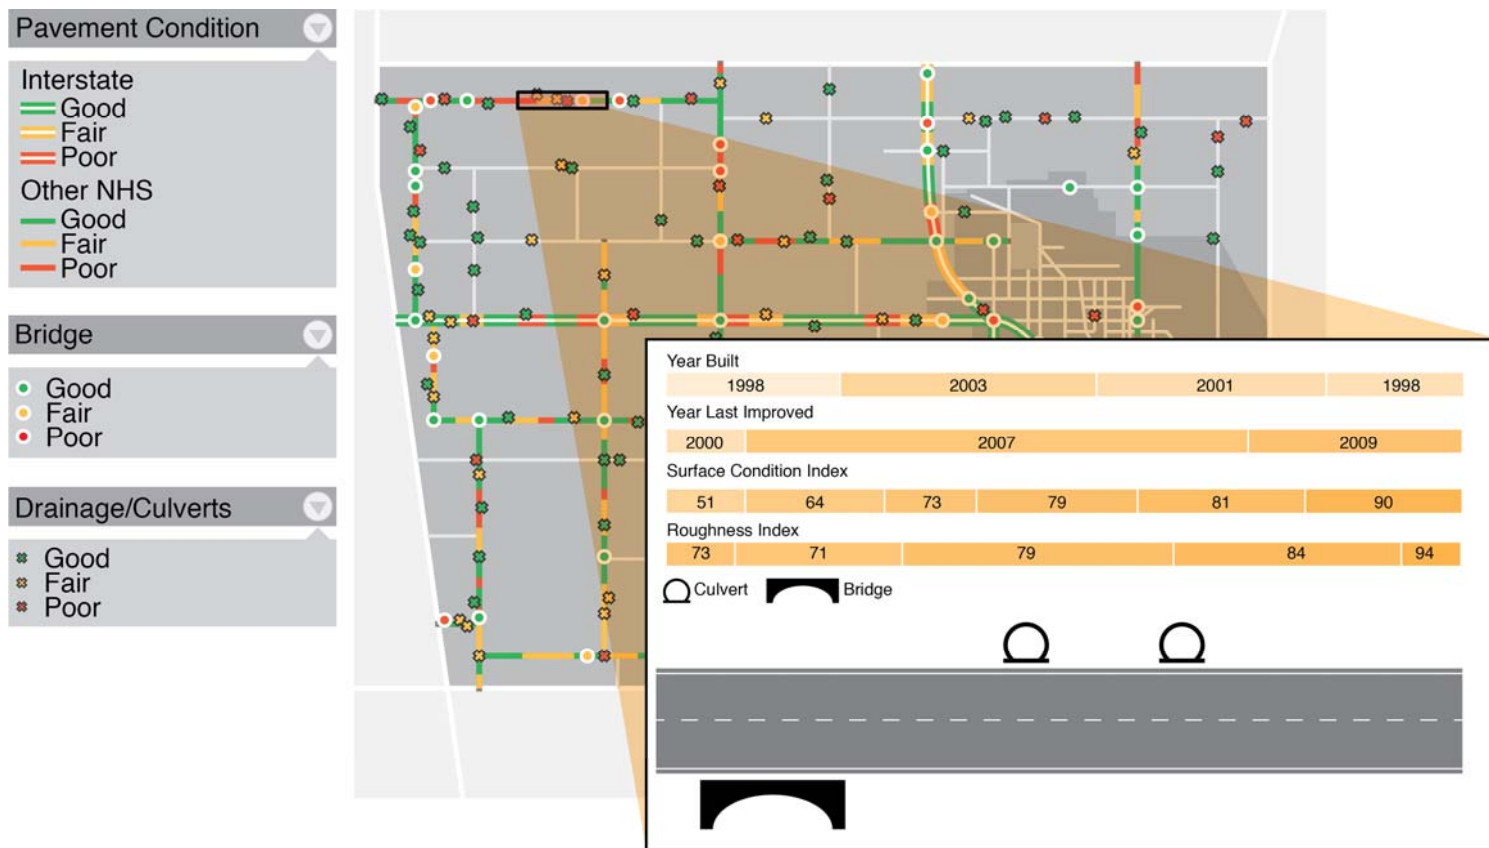 Pavement Condition
Interstate
Good
Fair
Poor
Other NHS
Good
Fair
Poor
Bridge
Good
Fair
Poor
Drainage/Culverts
Good
Fair
Poor
Year Built
1998 2003 2001 1998
Year Last Improved
2000 2007 2009
Surface Condition Index
51 64 73 79 81 90
Roughness Index
73 71 79 84 94
Culvert Bridge